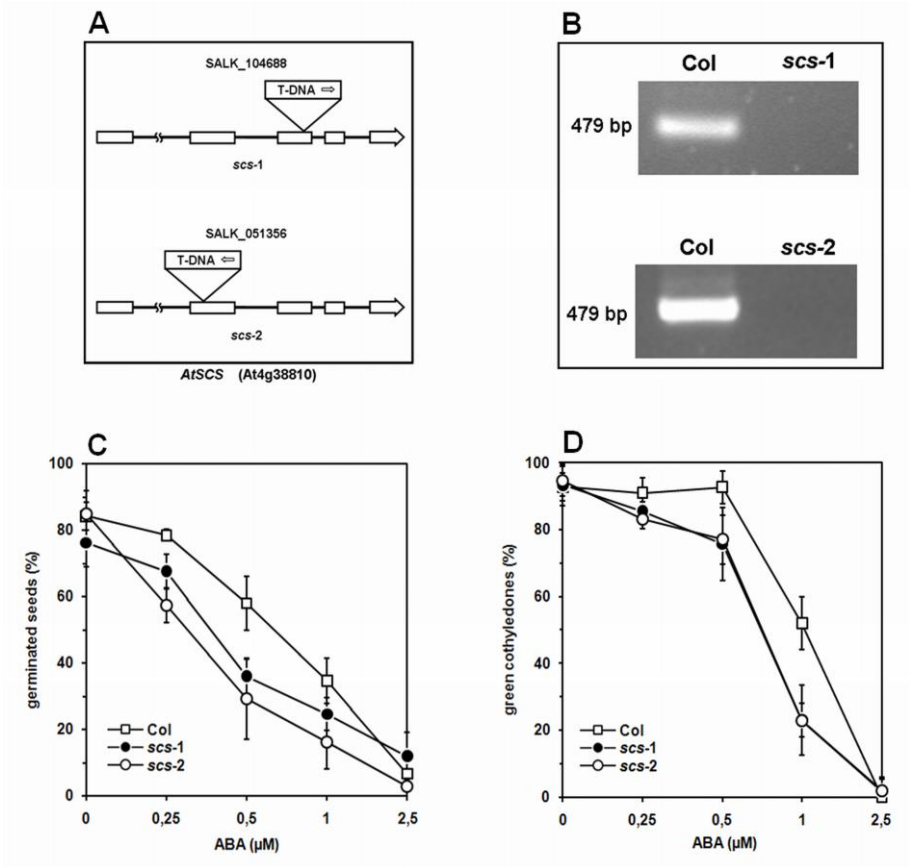 A
SALK_104688
T-DNA ⇨
scs-1
SALK_051356
T-DNA ⇦
scs-2
AtSCS (At4g38810)
B
Col scs-1
479 bp
Col scs-2
479 bp
C
100
80
60
40
20
0
germinated seeds (%)
Col
scs-1
scs-2
0 0,25 0,5 1 2,5
ABA (µM)
D
100
80
60
40
20
0
green cothyledones (%)
Col
scs-1
scs-2
0 0,25 0,5 1 2,5
ABA (µM)